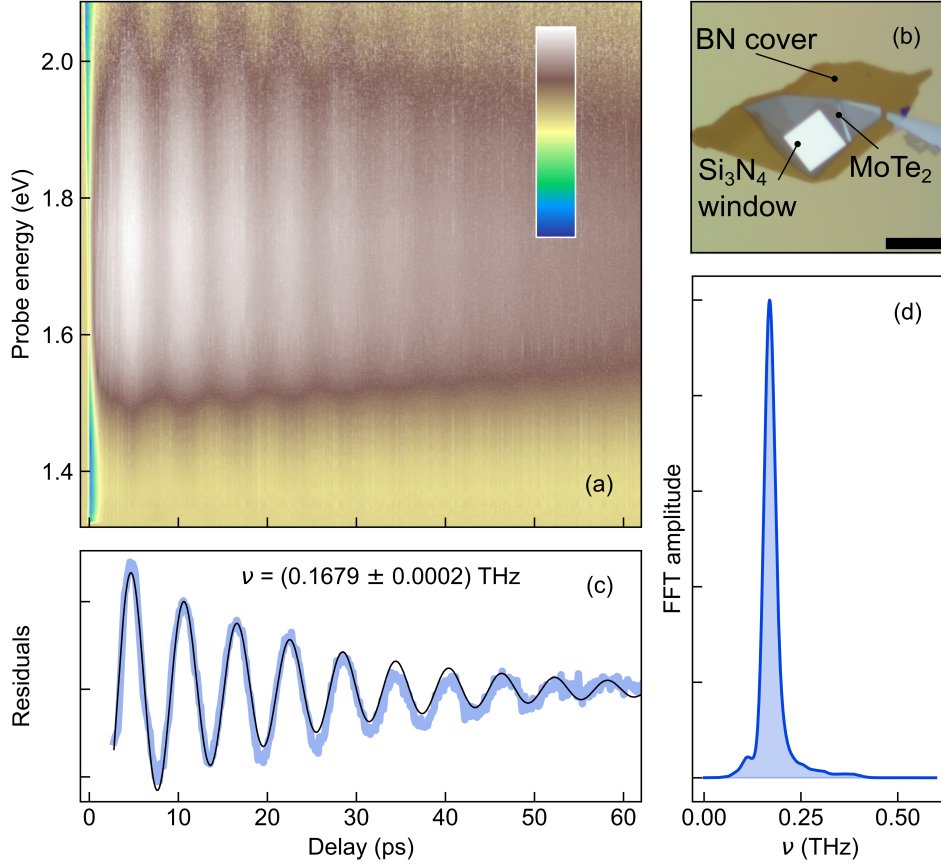 2.0
1.8
1.6
1.4
Probe energy (eV)
(a)
BN cover
(b)
Si₃N₄
window
MoTe₂
ν = (0.1679 ± 0.0002) THz
(c)
Residuals
0
10
20
30
40
50
60
Delay (ps)
(d)
FFT amplitude
0.00
0.25
0.50
ν (THz)